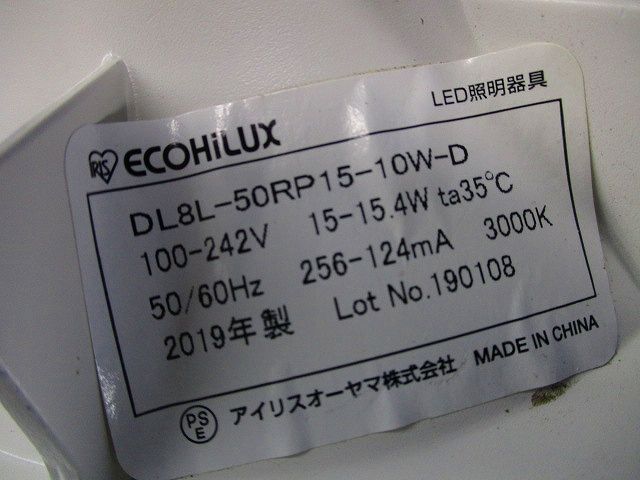 LED照明器具
IRIS ECOHiLUX
DL8L-50RP15-10W-D
100-242V 15-15.4W ta35℃
50/60Hz 256-124mA 3000K
2019年製 Lot No.190108
PSE アイリスオーヤマ株式会社 MADE IN CHINA